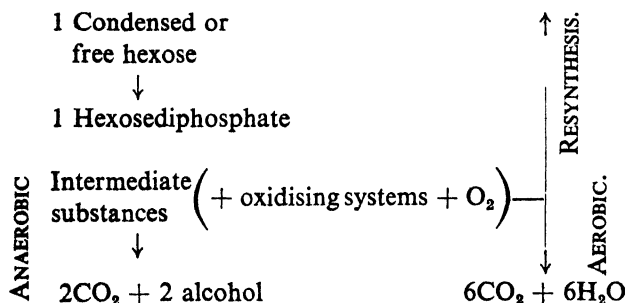 1 Condensed or
free hexose
↓
1 Hexosediphosphate
Intermediate
substances
( + oxidising systems + O₂ )
↓
2CO₂ + 2 alcohol
6CO₂ + 6H₂O
ANAEROBIC
RESYNTHESIS.
AEROBIC.